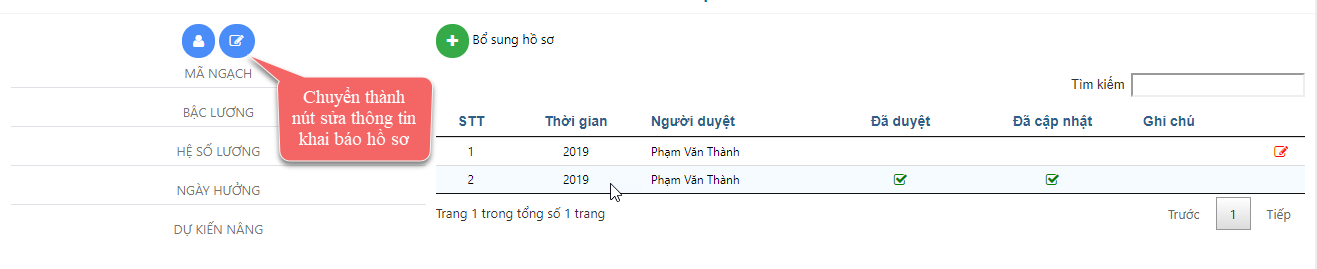 Bổ sung hồ sơ
MÃ NGẠCH
BẬC LƯƠNG
HỆ SỐ LƯƠNG
NGÀY HƯỞNG
DỰ KIẾN NÂNG
Chuyển thành
nút sửa thông tin
khai báo hồ sơ
Tìm kiếm
STT Thời gian Người duyệt Đã duyệt Đã cập nhật Ghi chú
1 2019 Phạm Văn Thành
2 2019 Phạm Văn Thành
Trang 1 trong tổng số 1 trang
Trước 1 Tiếp